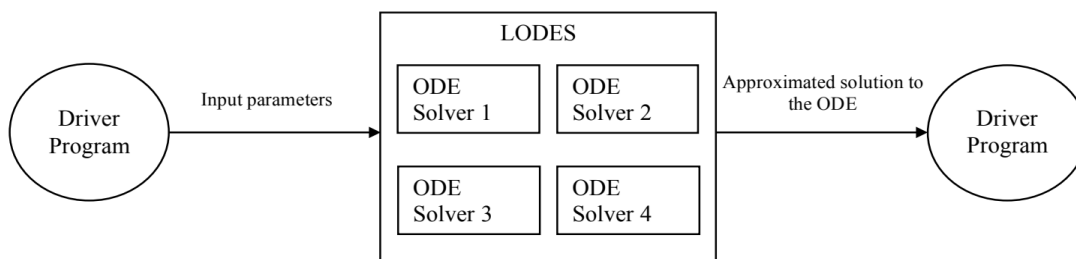 Driver
Program
Input parameters
LODES
ODE
Solver 1
ODE
Solver 2
ODE
Solver 3
ODE
Solver 4
Approximated solution to
the ODE
Driver
Program